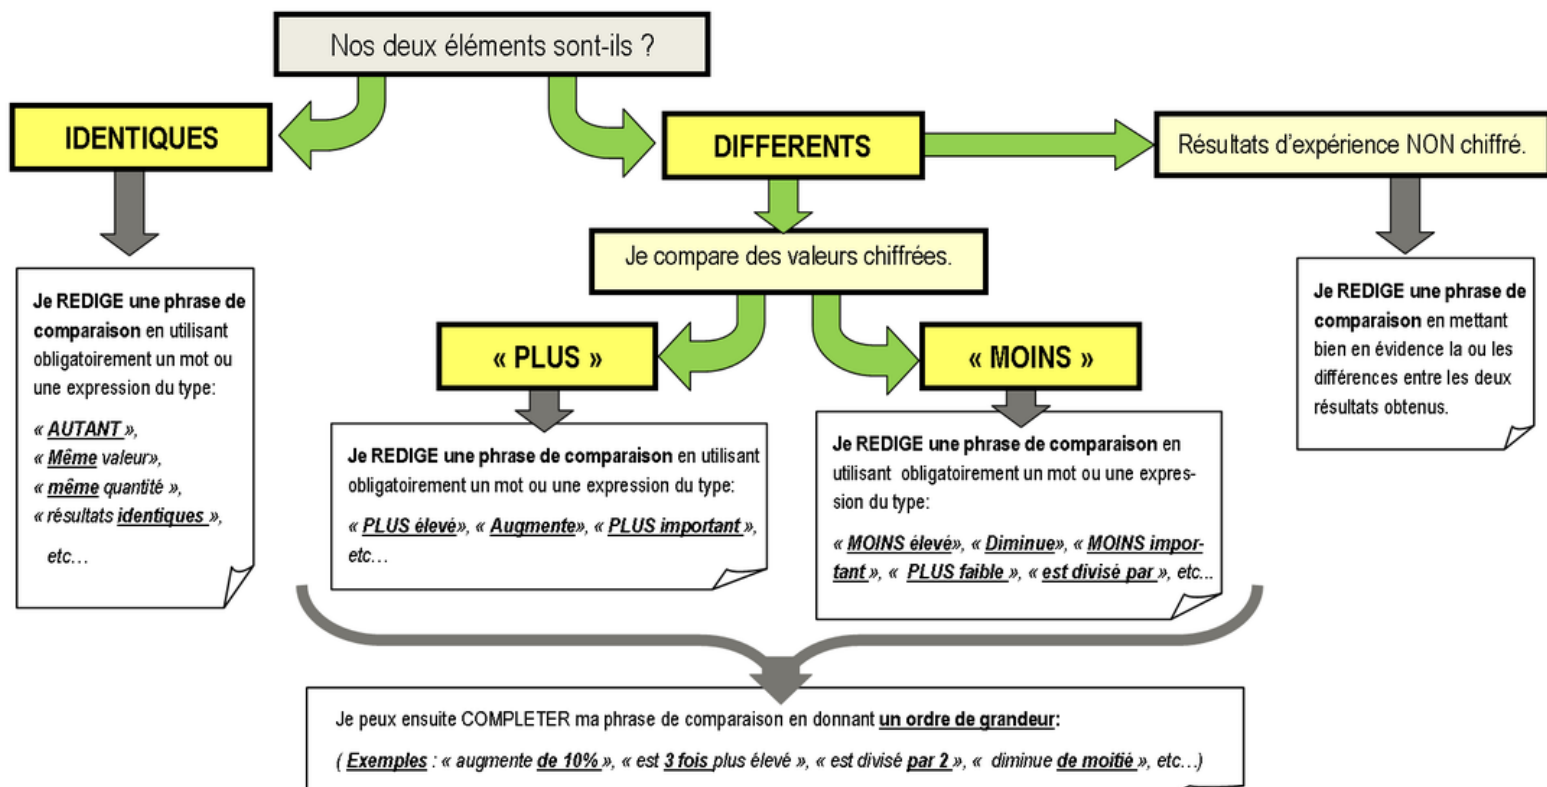 Nos deux éléments sont-ils ?
IDENTIQUES
DIFFERENTS
Résultats d'expérience NON chiffré.
Je compare des valeurs chiffrées.
Je REDIGE une phrase de
comparaison en utilisant
obligatoirement un mot ou
une expression du type:
« AUTANT »,
« Même valeur»,
« même quantité »,
« résultats identiques »,
etc…
« PLUS »
« MOINS »
Je REDIGE une phrase de
comparaison en mettant
bien en évidence la ou les
différences entre les deux
résultats obtenus.
Je REDIGE une phrase de comparaison en utilisant
obligatoirement un mot ou une expression du type:
« PLUS élevé», « Augmente», « PLUS important »,
etc…
Je REDIGE une phrase de comparaison en
utilisant obligatoirement un mot ou une expres-
sion du type:
« MOINS élevé», « Diminue», « MOINS impor-
tant », « PLUS faible », « est divisé par », etc...
Je peux ensuite COMPLETER ma phrase de comparaison en donnant un ordre de grandeur:
( Exemples : « augmente de 10% », « est 3 fois plus élevé », « est divisé par 2 », « diminue de moitié », etc…)